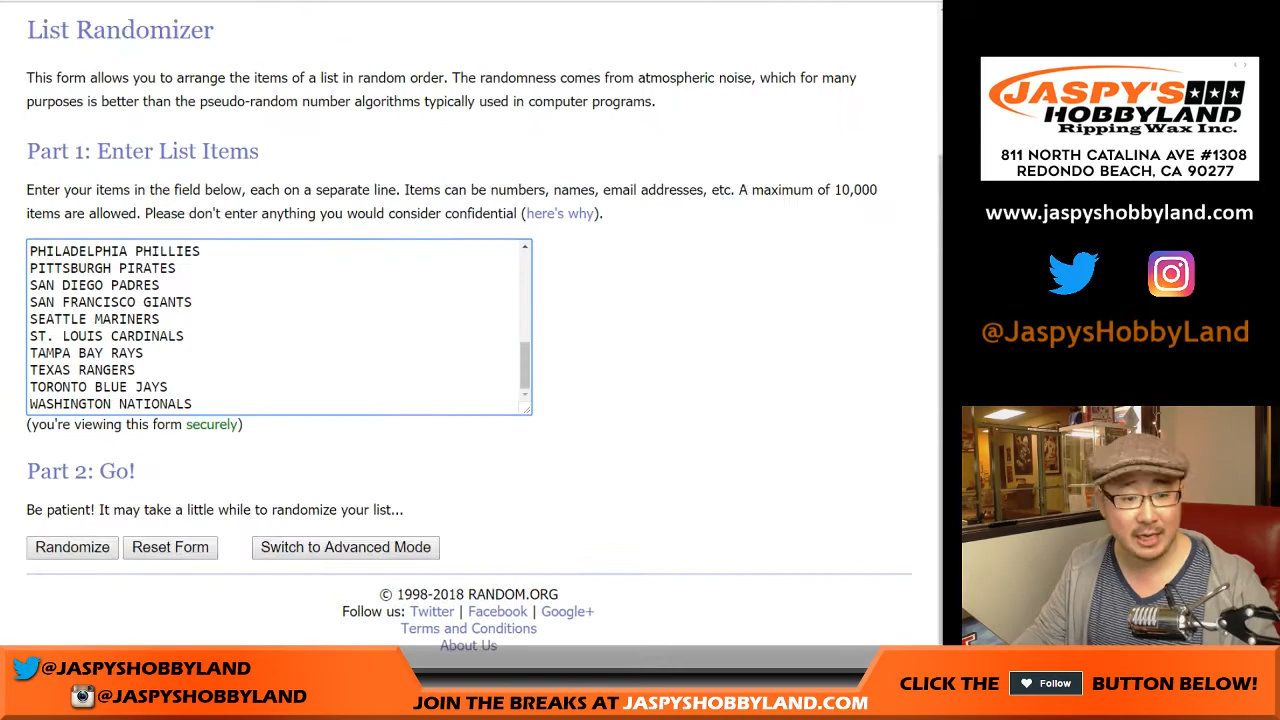 List Randomizer
This form allows you to arrange the items of a list in random order. The randomness comes from atmospheric noise, which for many
purposes is better than the pseudo-random number algorithms typically used in computer programs.
Part 1: Enter List Items
Enter your items in the field below, each on a separate line. Items can be numbers, names, email addresses, etc. A maximum of 10,000
items are allowed. Please don't enter anything you would consider confidential (here's why).
PHILADELPHIA PHILLIES
PITTSBURGH PIRATES
SAN DIEGO PADRES
SAN FRANCISCO GIANTS
SEATTLE MARINERS
ST. LOUIS CARDINALS
TAMPA BAY RAYS
TEXAS RANGERS
TORONTO BLUE JAYS
WASHINGTON NATIONALS
(you're viewing this form securely)
Part 2: Go!
Be patient! It may take a little while to randomize your list...
Randomize
Reset Form
Switch to Advanced Mode
© 1998-2018 RANDOM.ORG
Follow us: Twitter | Facebook | Google+
Terms and Conditions
About Us
JASPY'S
HOBBYLAND
Ripping Wax Inc.
811 NORTH CATALINA AVE #1308
REDONDO BEACH, CA 90277
www.jaspyshobbyland.com
@JaspysHobbyLand
@JASPYSHOBBYLAND
@JASPYSHOBBYLAND
JOIN THE BREAKS AT JASPYSHOBBYLAND.COM
CLICK THE Follow BUTTON BELOW!